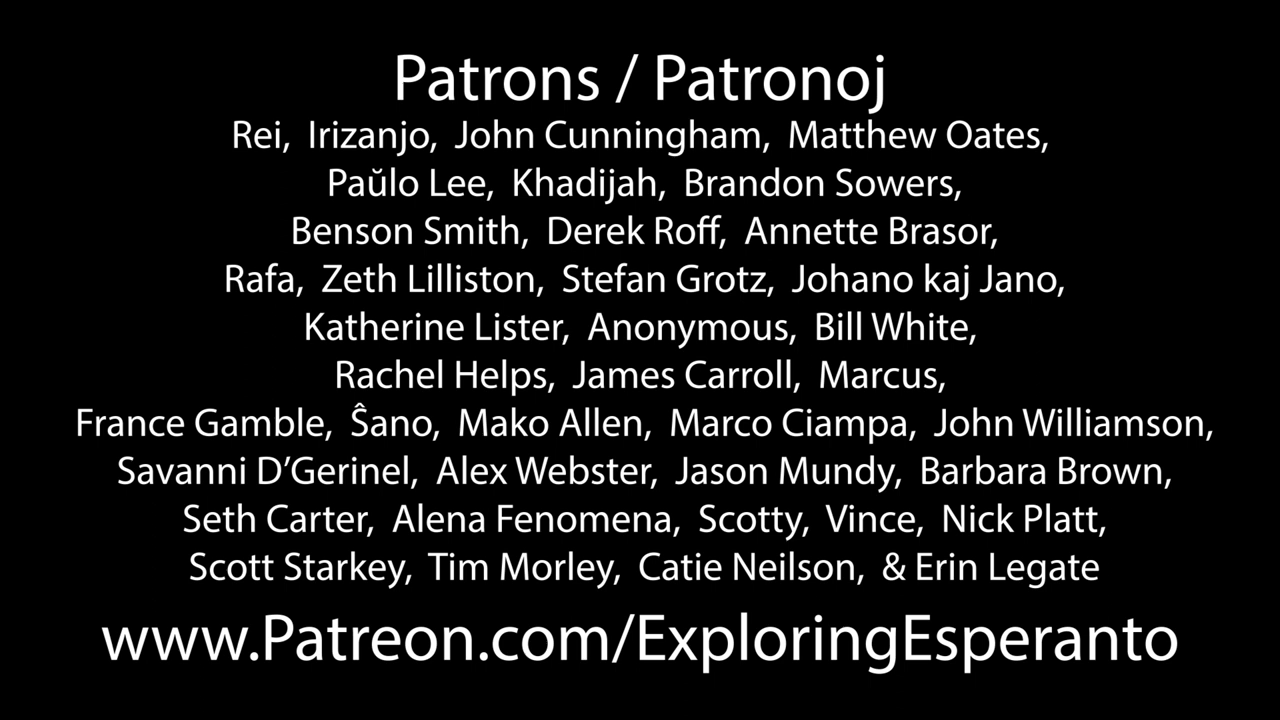 Patrons / Patronoj
Rei, Irizanjo, John Cunningham, Matthew Oates,
Paŭlo Lee, Khadijah, Brandon Sowers,
Benson Smith, Derek Roff, Annette Brasor,
Rafa, Zeth Lilliston, Stefan Grotz, Johano kaj Jano,
Katherine Lister, Anonymous, Bill White,
Rachel Helps, James Carroll, Marcus,
France Gamble, Ŝano, Mako Allen, Marco Ciampa, John Williamson,
Savanni D’Gerinel, Alex Webster, Jason Mundy, Barbara Brown,
Seth Carter, Alena Fenomena, Scotty, Vince, Nick Platt,
Scott Starkey, Tim Morley, Catie Neilson, & Erin Legate
www.Patreon.com/ExploringEsperanto